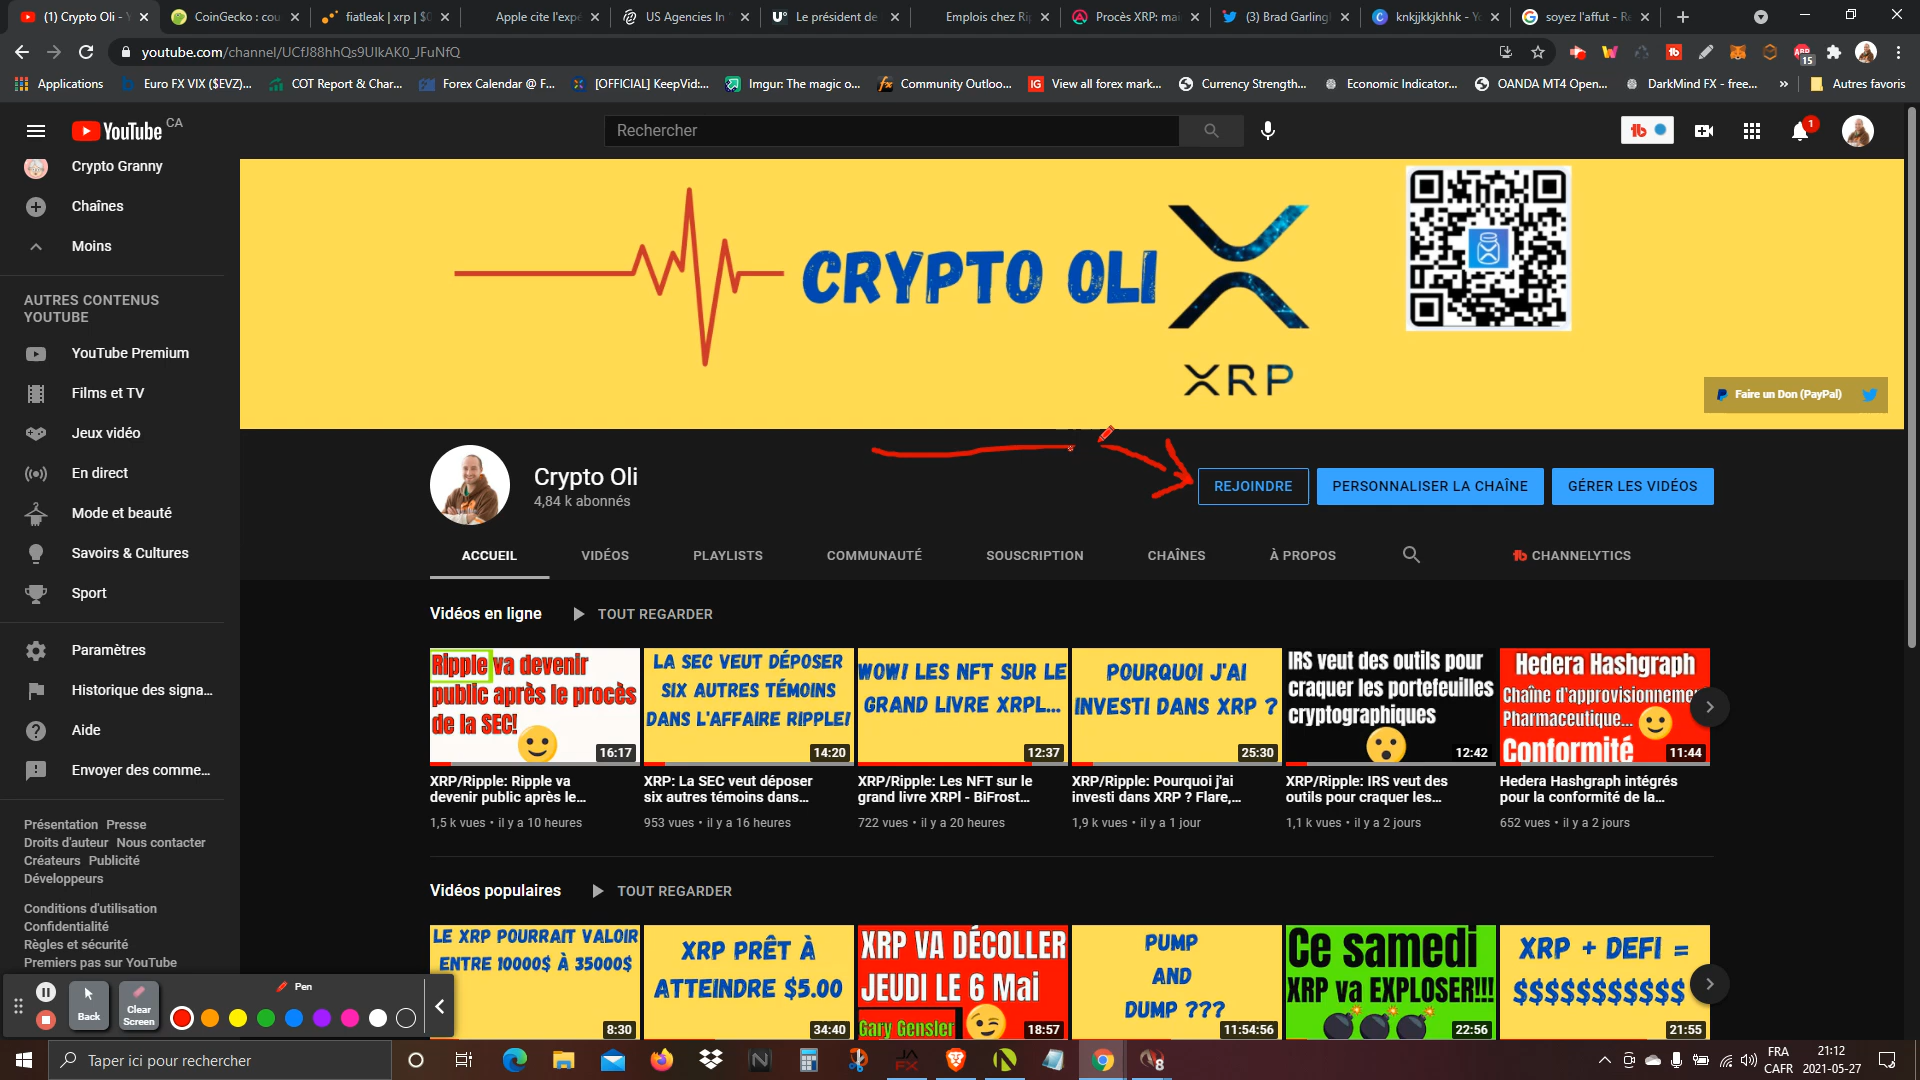 (1) Crypto Oli - Y
CoinGecko : cou
fiatleak | xrp | $0
Apple cite l'expé
US Agencies In
Le président de
Emplois chez Rip
Procès XRP: mai
(3) Brad Garling
knkjjkkjkhhk - Yo
soyez l'affut - Re
youtube.com/channel/UCfJ88hhQs9UlkAK0_JFuNfQ
15
Applications
Euro FX VIX ($EVZ)...
COT Report & Char...
Forex Calendar @ F...
[OFFICIAL] KeepVid:...
Imgur: The magic o...
Community Outloo...
View all forex mark...
Currency Strength...
Economic Indicator...
OANDA MT4 Open...
DarkMind FX - free...
»
Autres favoris
YouTube CA
Rechercher
1
Crypto Granny
Chaînes
Moins
AUTRES CONTENUS
YOUTUBE
YouTube Premium
Films et TV
Jeux vidéo
En direct
Mode et beauté
Savoirs & Cultures
Sport
Paramètres
Historique des signa...
Aide
Envoyer des comme...
Présentation Presse
Droits d'auteur Nous contacter
Créateurs Publicité
Développeurs
Conditions d'utilisation
Confidentialité
Règles et sécurité
Premiers pas sur YouTube
CRYPTO OLI
XRP
Faire un Don (PayPal)
Crypto Oli
4,84 k abonnés
REJOINDRE
PERSONNALISER LA CHAÎNE
GÉRER LES VIDÉOS
ACCUEIL
VIDÉOS
PLAYLISTS
COMMUNAUTÉ
SOUSCRIPTION
CHAÎNES
À PROPOS
CHANNELYTICS
Vidéos en ligne
TOUT REGARDER
Ripple va devenir
public après le procès
de la SEC!
16:17
XRP/Ripple: Ripple va
devenir public après le...
1,5 k vues • il y a 10 heures
LA SEC VEUT DÉPOSER
SIX AUTRES TÉMOINS
DANS L'AFFAIRE RIPPLE!
14:20
XRP: La SEC veut déposer
six autres témoins dans...
953 vues • il y a 16 heures
WOW! LES NFT SUR LE
GRAND LIVRE XRPL...
12:37
XRP/Ripple: Les NFT sur le
grand livre XRPl - BiFrost...
722 vues • il y a 20 heures
POURQUOI J'AI
INVESTI DANS XRP ?
25:30
XRP/Ripple: Pourquoi j'ai
investi dans XRP ? Flare,...
1,9 k vues • il y a 1 jour
IRS veut des outils pour
craquer les portefeuilles
cryptographiques
12:42
XRP/Ripple: IRS veut des
outils pour craquer les...
1,1 k vues • il y a 2 jours
Hedera Hashgraph
Chaîne d'approvisionneme
Pharmaceutique...
Conformité
11:44
Hedera Hashgraph intégrés
pour la conformité de la...
652 vues • il y a 2 jours
Vidéos populaires
TOUT REGARDER
LE XRP POURRAIT VALOIR
ENTRE 10000$ À 35000$
8:30
XRP PRÊT À
ATTEINDRE $5.00
34:40
XRP VA DÉCOLLER
JEUDI LE 6 Mai
Gary Gensler
18:57
PUMP
AND
DUMP ???
11:54:56
Ce samedi
XRP va EXPLOSER!!!
22:56
XRP + DEFI =
$$$$$$$$$$$
21:55
Pen
Back
Clear
Screen
Taper ici pour rechercher
FRA
CAFR
21:12
2021-05-27